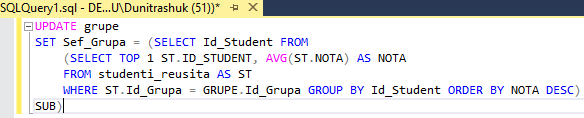 SQLQuery1.sql - DE...U\Dunitrashuk (51))*
UPDATE grupe
SET Sef_Grupa = (SELECT Id_Student FROM
(SELECT TOP 1 ST.ID_STUDENT, AVG(ST.NOTA) AS NOTA
FROM studenti_reusita AS ST
WHERE ST.Id_Grupa = GRUPE.Id_Grupa GROUP BY Id_Student ORDER BY NOTA DESC)
SUB)